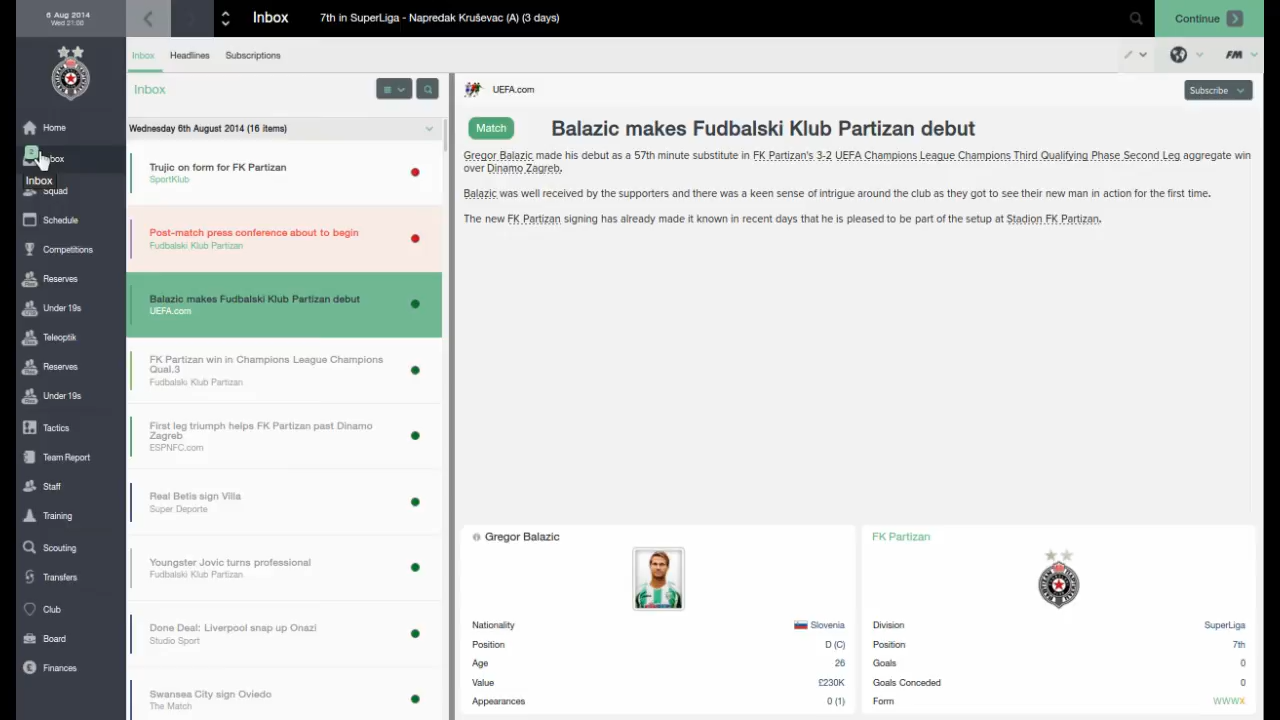 6 Aug 2014
Wed 21:58
Inbox
7th in SuperLiga - Napredak Kruševac (A) (3 days)
Continue
Inbox
Headlines
Subscriptions
FM
Home
2
Inbox
Inbox
Squad
Schedule
Competitions
Reserves
Under 19s
Teleoptik
Reserves
Under 19s
Tactics
Team Report
Staff
Training
Scouting
Transfers
Club
Board
Finances
Inbox
Wednesday 6th August 2014 (16 items)
Trujic on form for FK Partizan
SportKlub
Post-match press conference about to begin
Fudbalski Klub Partizan
Balazic makes Fudbalski Klub Partizan debut
UEFA.com
FK Partizan win in Champions League Champions
Qual.3
Fudbalski Klub Partizan
First leg triumph helps FK Partizan past Dinamo
Zagreb
ESPNFC.com
Real Betis sign Villa
Super Deporte
Youngster Jovic turns professional
Fudbalski Klub Partizan
Done Deal: Liverpool snap up Onazi
Studio Sport
Swansea City sign Oviedo
The Match
UEFA.com
Subscribe
Match
Balazic makes Fudbalski Klub Partizan debut
Gregor Balazic made his debut as a 57th minute substitute in FK Partizan's 3-2 UEFA Champions League Champions Third Qualifying Phase Second Leg aggregate win
over Dinamo Zagreb.
Balazic was well received by the supporters and there was a keen sense of intrigue around the club as they got to see their new man in action for the first time.
The new FK Partizan signing has already made it known in recent days that he is pleased to be part of the setup at Stadion FK Partizan.
Gregor Balazic
Nationality Slovenia
Position D (C)
Age 26
Value £230K
Appearances 0 (1)
FK Partizan
Division SuperLiga
Position 7th
Goals 0
Goals Conceded 0
Form WWWX